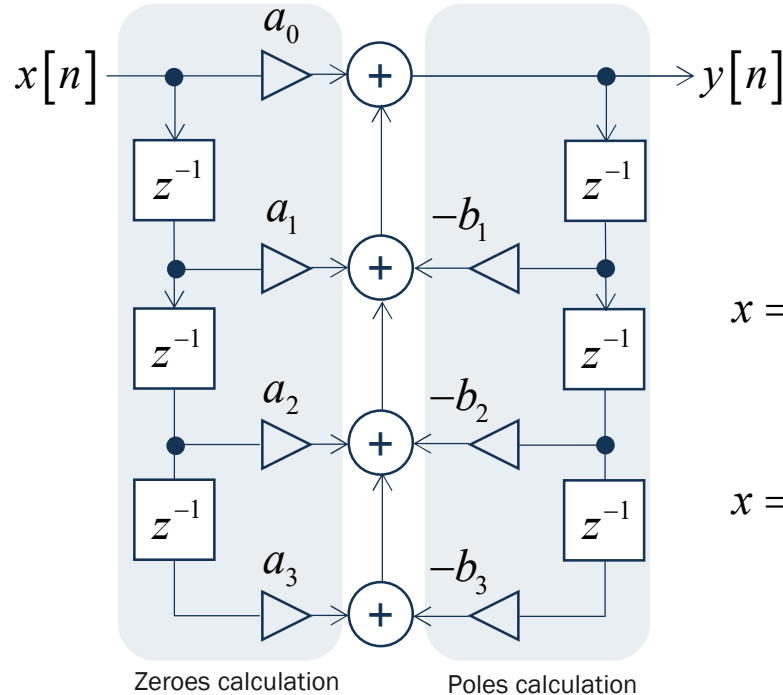 a₀
x[n] + y[n]
z⁻¹ z⁻¹
a₁ −b₁
+
z⁻¹ z⁻¹
x =
a₂ −b₂
+
z⁻¹ z⁻¹
x =
a₃ −b₃
+
Zeroes calculation Poles calculation